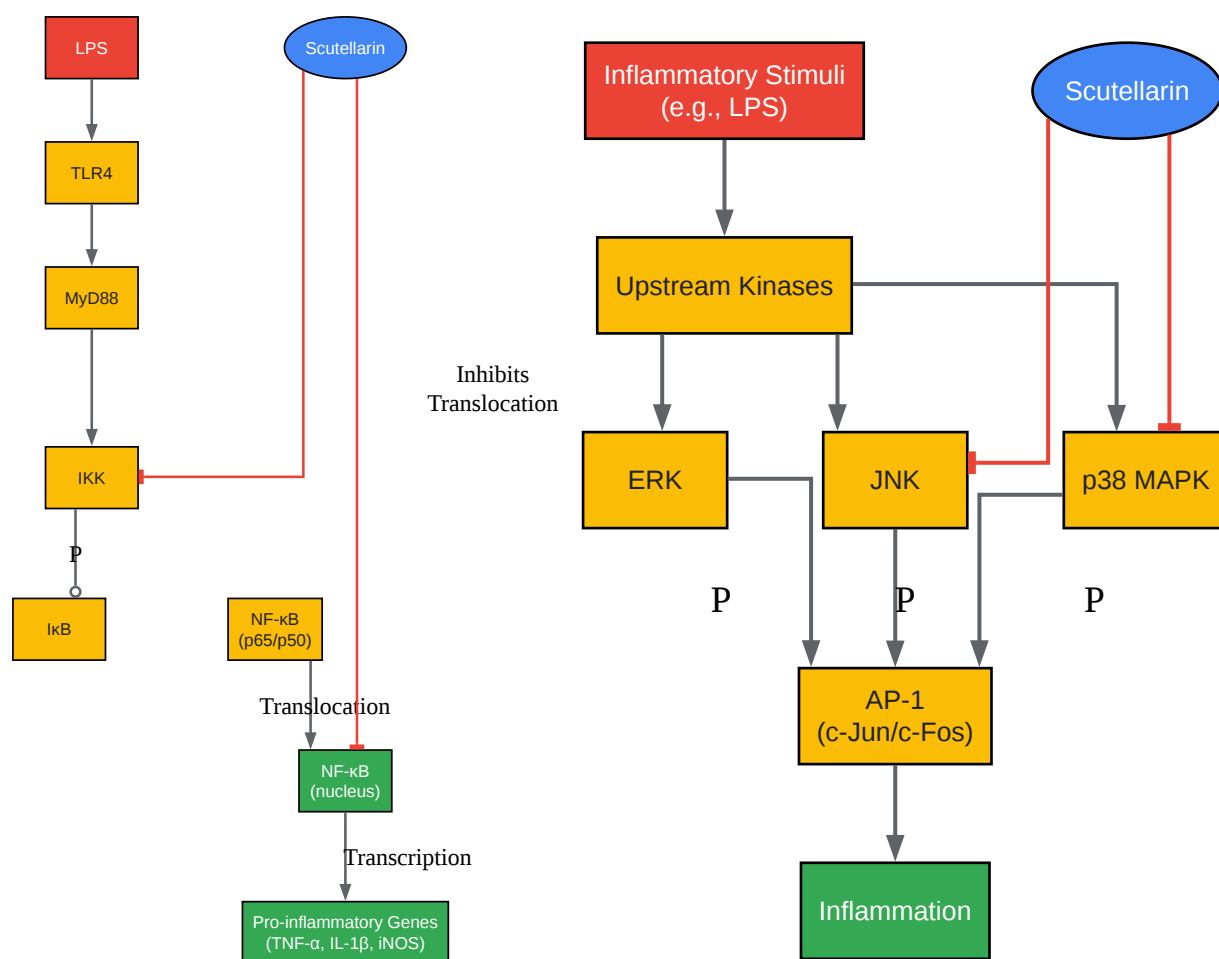 LPS
Scutellarin
TLR4
MyD88
IKK
P
IκB
NF-κB
(p65/p50)
Translocation
NF-κB
(nucleus)
Transcription
Pro-inflammatory Genes
(TNF-α, IL-1β, iNOS)
Inhibits
Translocation
Inflammatory Stimuli
(e.g., LPS)
Scutellarin
Upstream Kinases
ERK
JNK
p38 MAPK
P
P
P
AP-1
(c-Jun/c-Fos)
Inflammation